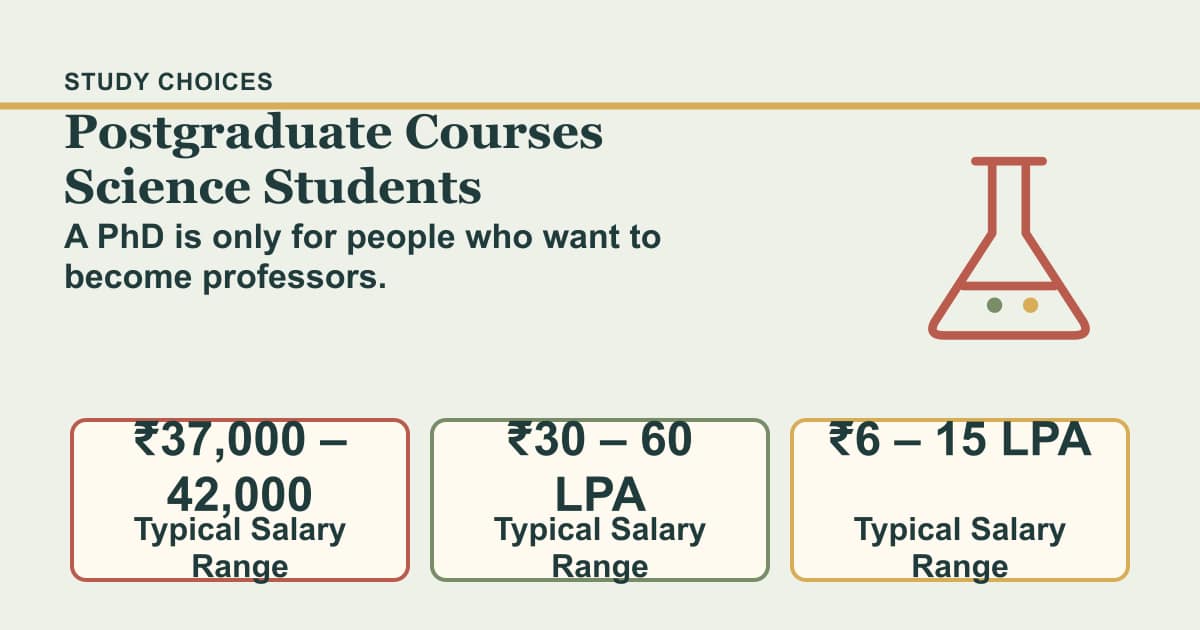 STUDY CHOICES
Postgraduate Courses
Science Students
A PhD is only for people who want to
become professors.
₹37,000 –
42,000
Typical Salary
Range
₹30 – 60
LPA
Typical Salary
Range
₹6 – 15 LPA
Typical Salary
Range